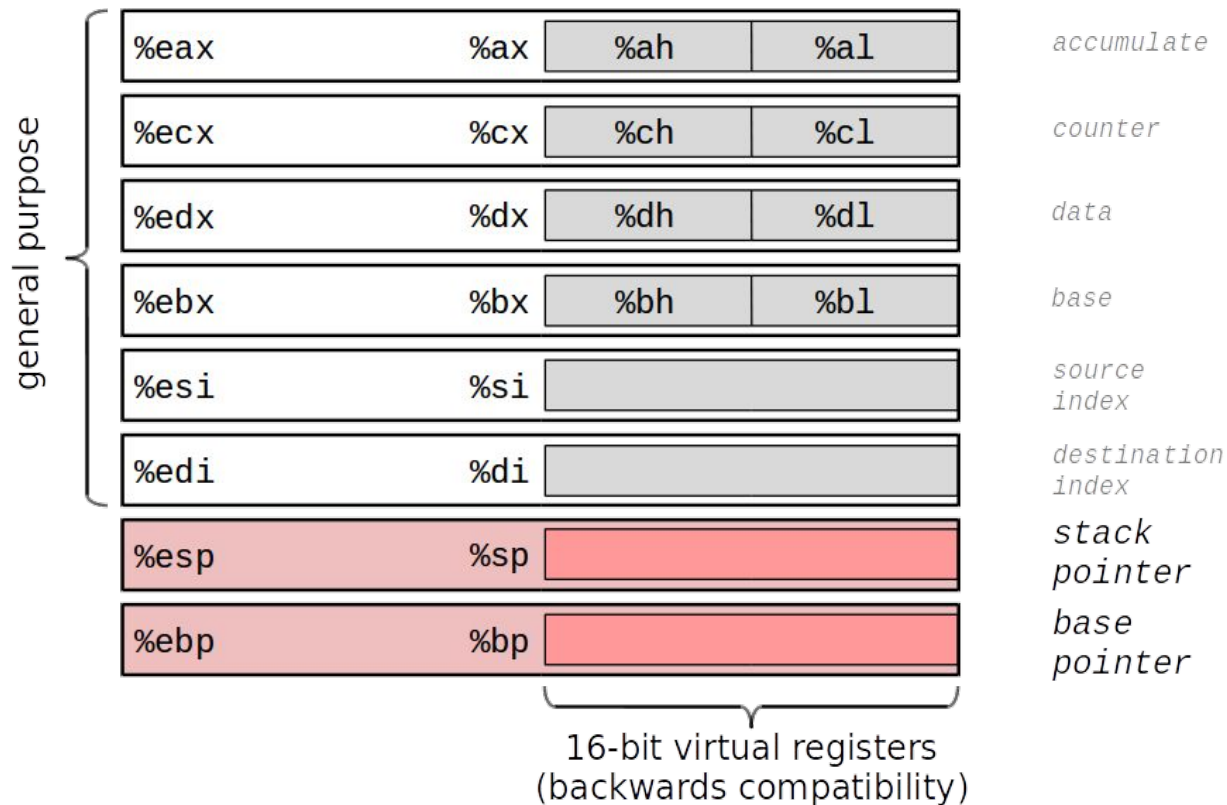 general purpose
%eax %ax %ah %al accumulate
%ecx %cx %ch %cl counter
%edx %dx %dh %dl data
%ebx %bx %bh %bl base
%esi %si source
index
%edi %di destination
index
%esp %sp stack
pointer
%ebp %bp base
pointer
16-bit virtual registers
(backwards compatibility)